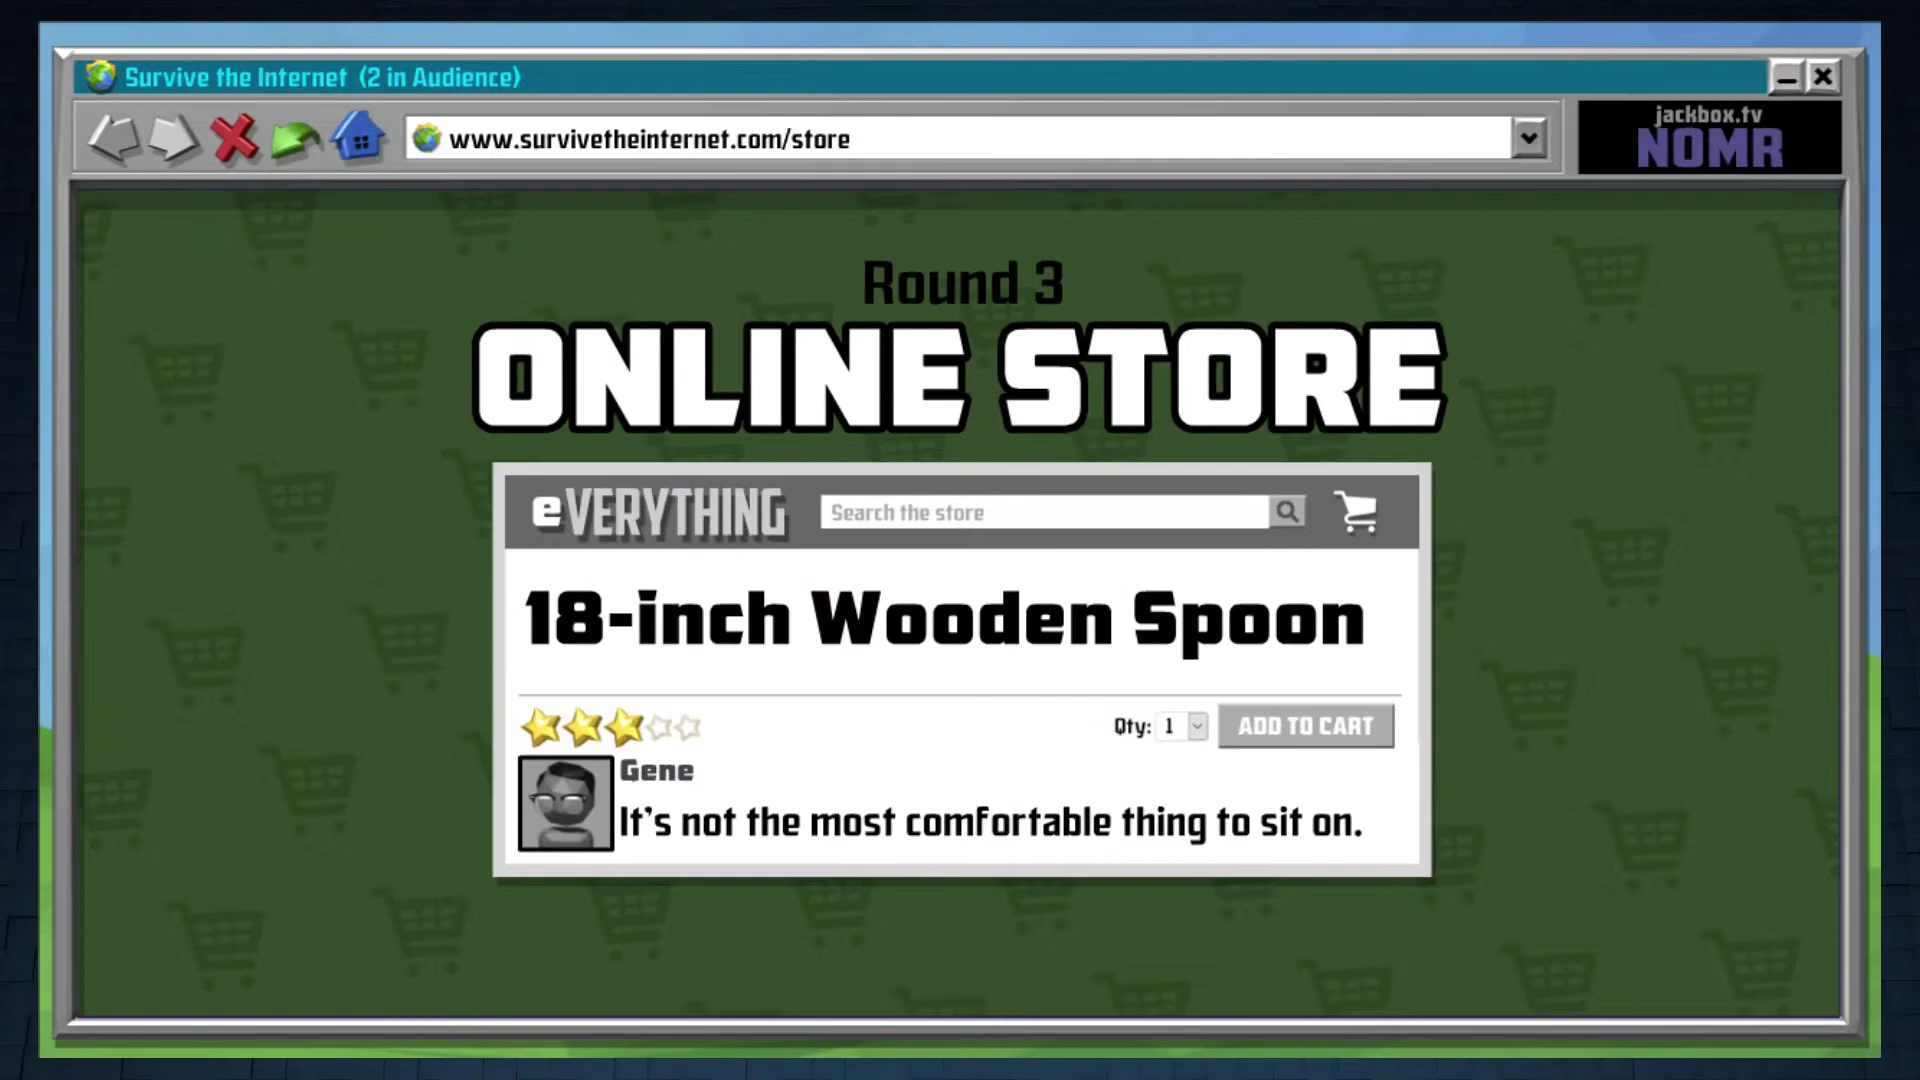 Survive the Internet (2 in Audience)
www.survivetheinternet.com/store
jackbox.tv
NOMR
Round 3
ONLINE STORE
eVERYTHING
Search the store
18-inch Wooden Spoon
Qty: 1
ADD TO CART
Gene
It's not the most comfortable thing to sit on.